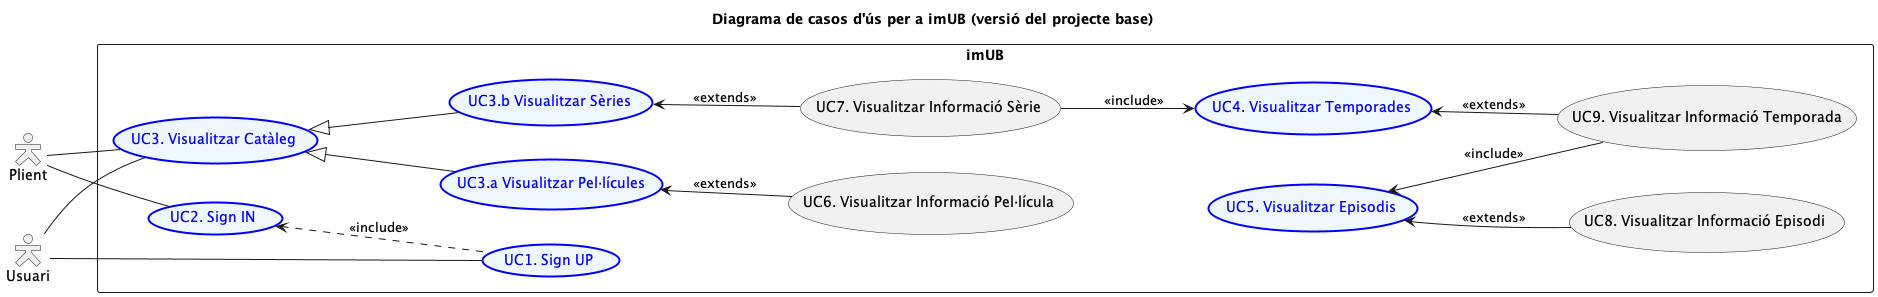 Diagrama de casos d'ús per a imUB (versió del projecte base)
imUB
UC3.b Visualitzar Sèries
«extends»
UC7. Visualitzar Informació Sèrie
«include»
UC4. Visualitzar Temporades
«extends»
UC9. Visualitzar Informació Temporada
UC3. Visualitzar Catàleg
«include»
Plient
UC3.a Visualitzar Pel·lícules
«extends»
UC6. Visualitzar Informació Pel·lícula
UC5. Visualitzar Episodis
«extends»
UC8. Visualitzar Informació Episodi
UC2. Sign IN
«include»
UC1. Sign UP
Usuari